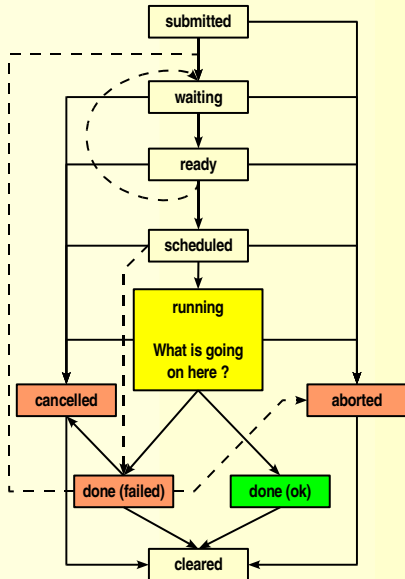 submitted
waiting
ready
scheduled
running
What is going
on here ?
cancelled
aborted
done (failed)
done (ok)
cleared